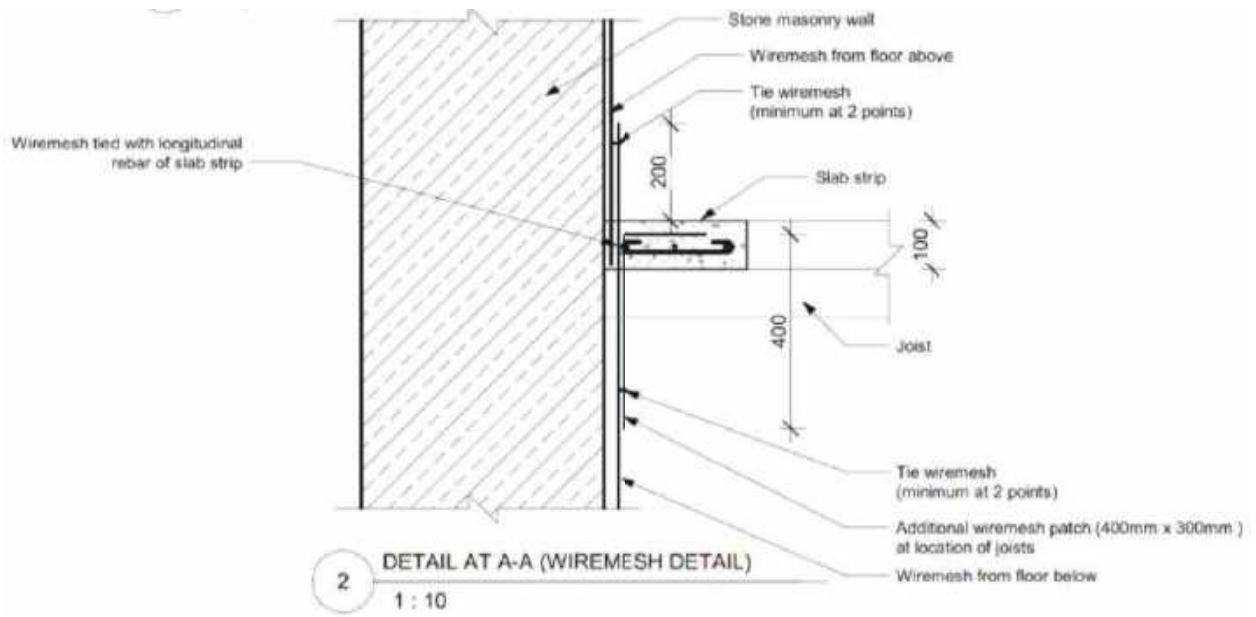 Stone masonry wall
Wiremesh from floor above
Tie wiremesh
(minimum at 2 points)
Wiremesh tied with longitudinal
rebar of slab strip
200
Slab strip
100
400
Joist
Tie wiremesh
(minimum at 2 points)
Additional wiremesh patch (400mm x 300mm )
at location of joists
Wiremesh from floor below
2
DETAIL AT A-A (WIREMESH DETAIL)
1 : 10